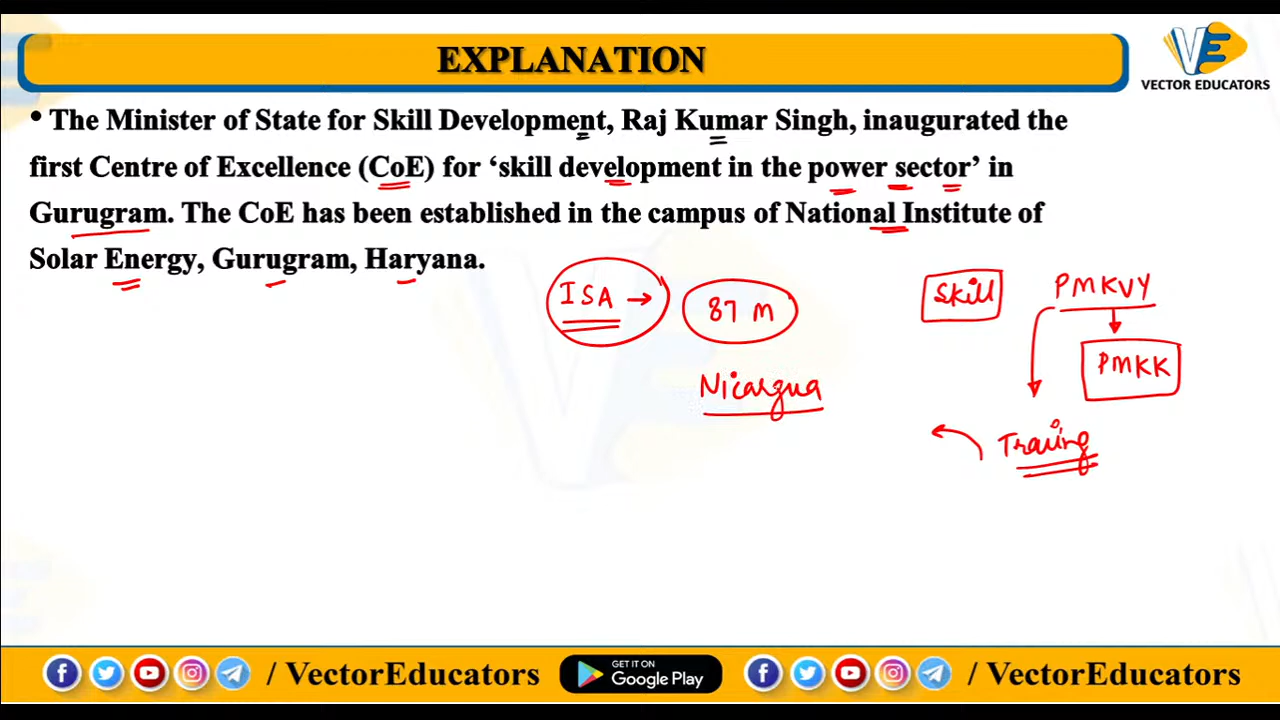 EXPLANATION
VECTOR EDUCATORS
• The Minister of State for Skill Development, Raj Kumar Singh, inaugurated the
first Centre of Excellence (CoE) for ‘skill development in the power sector’ in
Gurugram. The CoE has been established in the campus of National Institute of
Solar Energy, Gurugram, Haryana.
ISA → 87 M
Nicargua
Skill
PMKVY
PMKK
Traiing
/ VectorEducators
GET IT ON
Google Play
/ VectorEducators